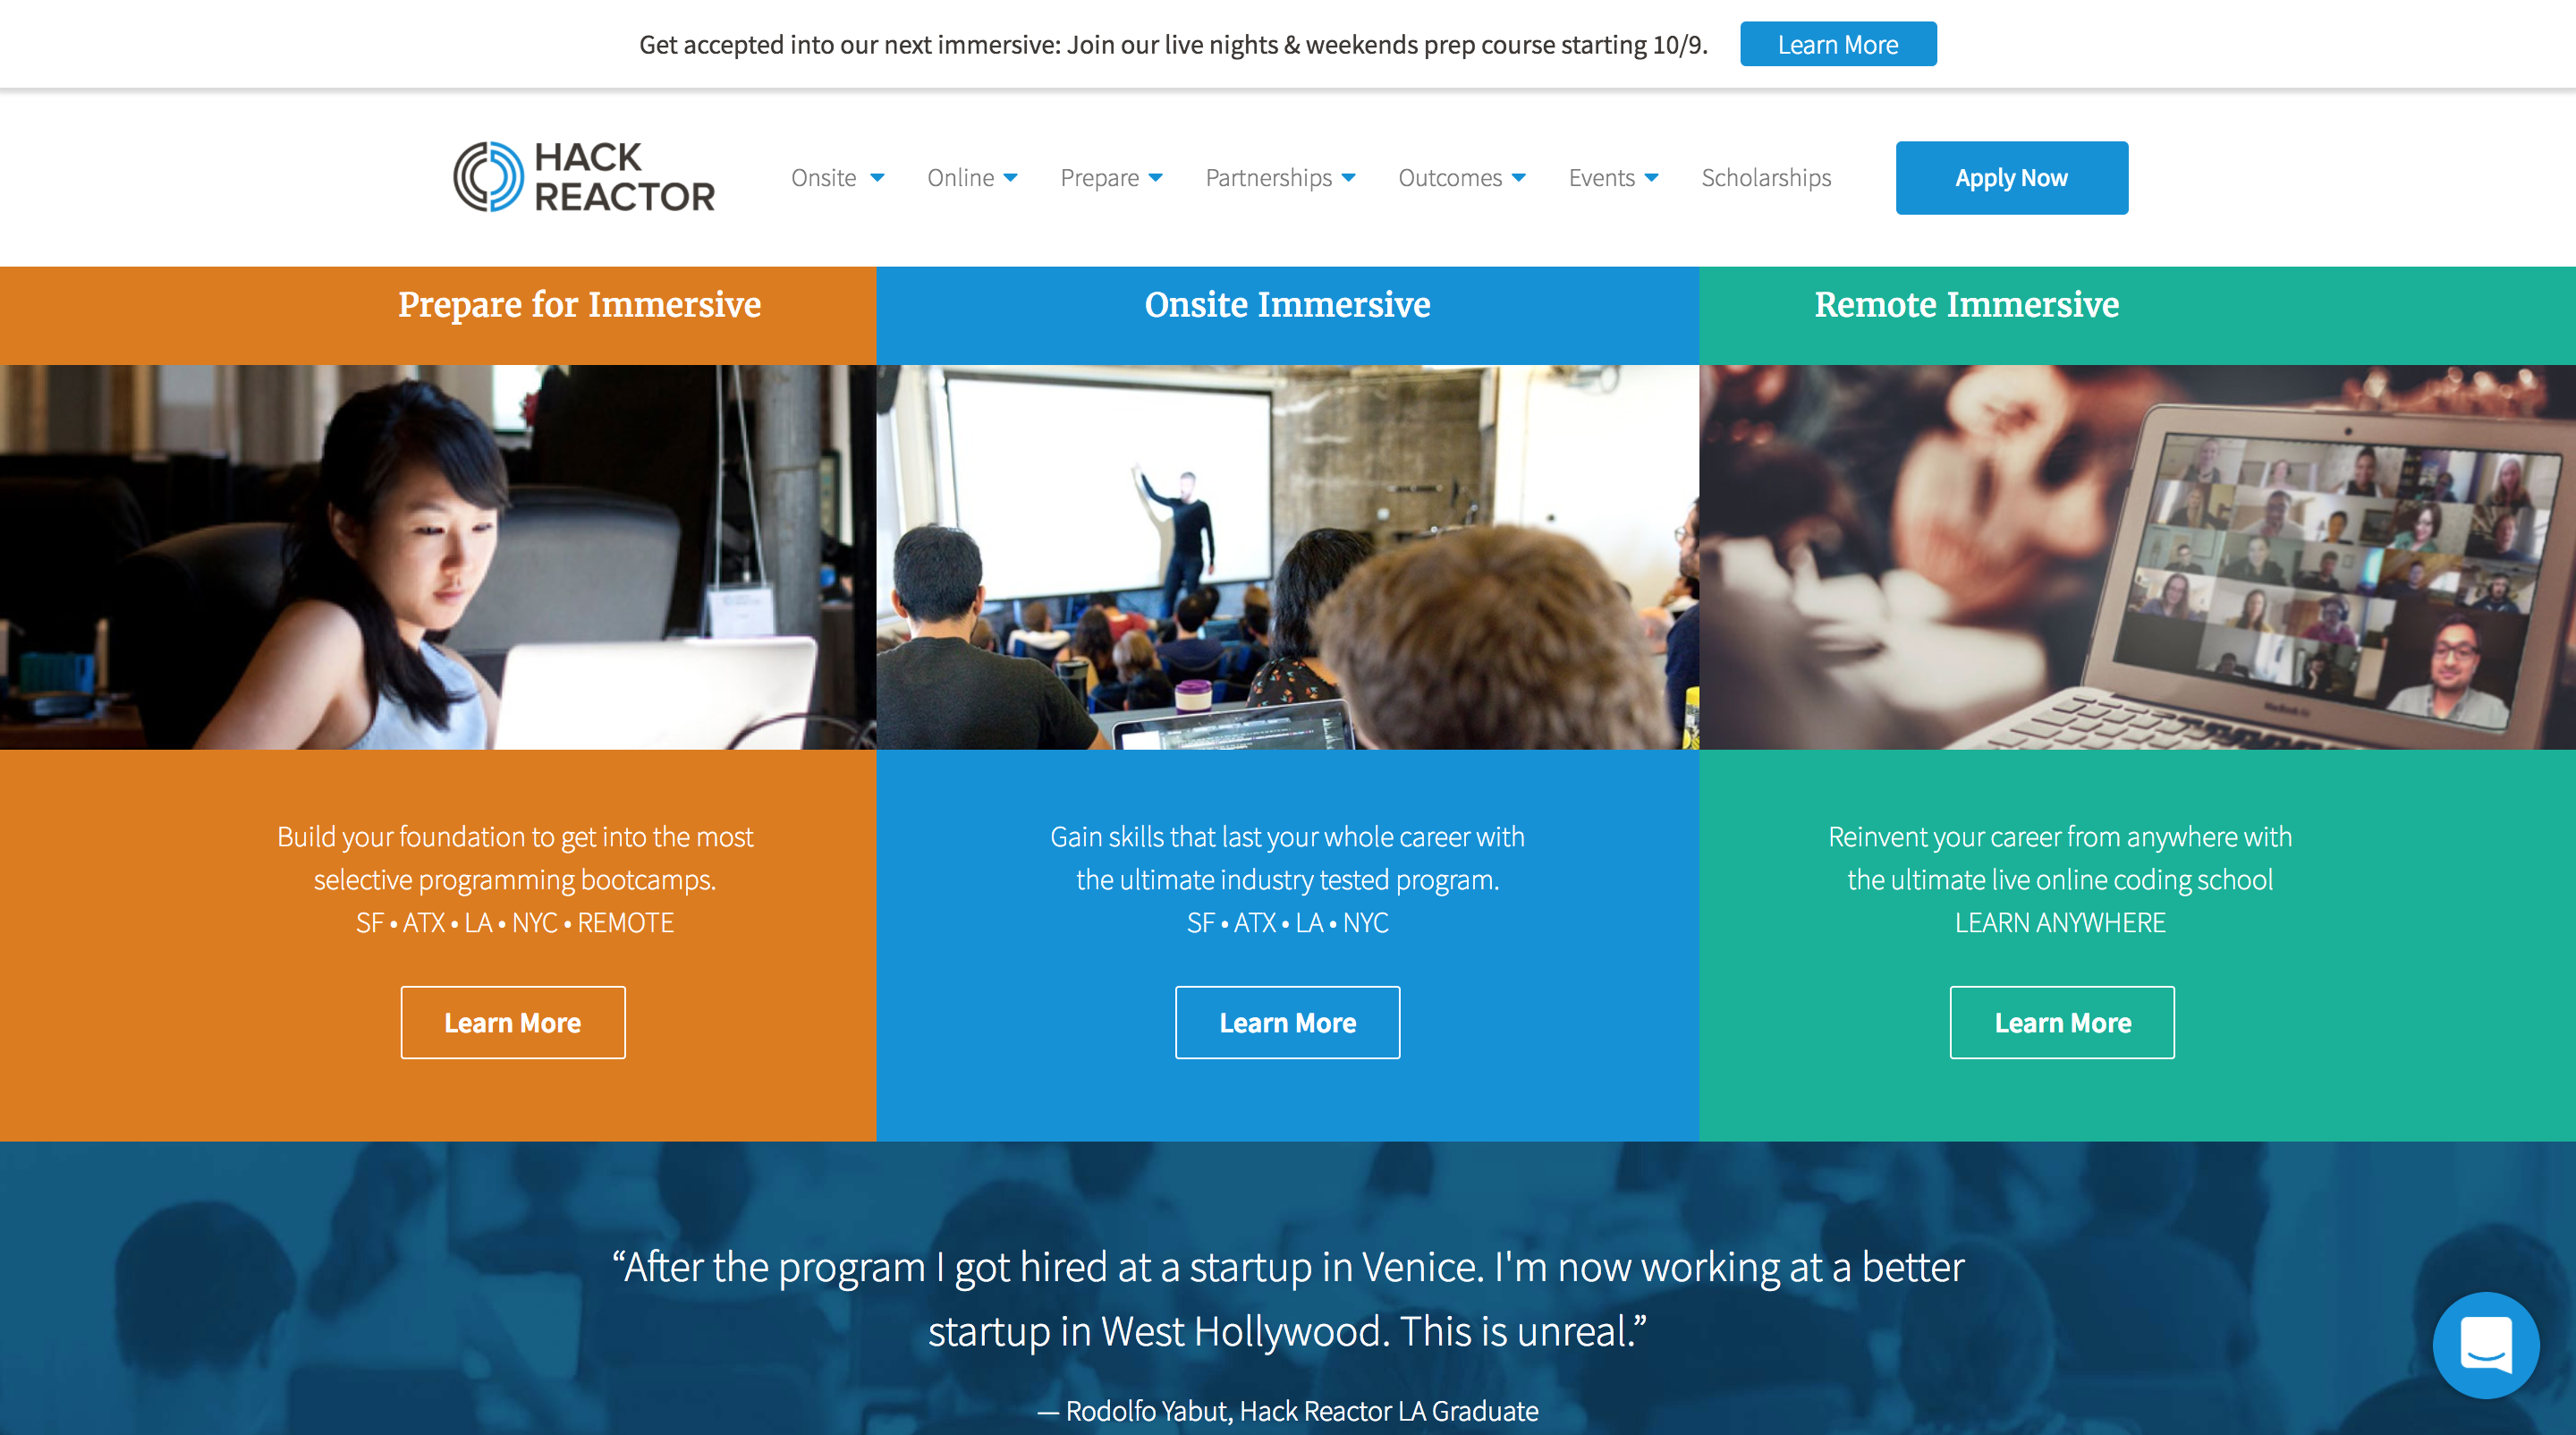 Get accepted into our next immersive: Join our live nights & weekends prep course starting 10/9. Learn More
HACK
REACTOR
Onsite Online Prepare Partnerships Outcomes Events Scholarships Apply Now
Prepare for Immersive
Onsite Immersive
Remote Immersive
Build your foundation to get into the most
selective programming bootcamps.
SF • ATX • LA • NYC • REMOTE
Learn More
Gain skills that last your whole career with
the ultimate industry tested program.
SF • ATX • LA • NYC
Learn More
Reinvent your career from anywhere with
the ultimate live online coding school
LEARN ANYWHERE
Learn More
“After the program I got hired at a startup in Venice. I'm now working at a better
startup in West Hollywood. This is unreal.”
— Rodolfo Yabut, Hack Reactor LA Graduate